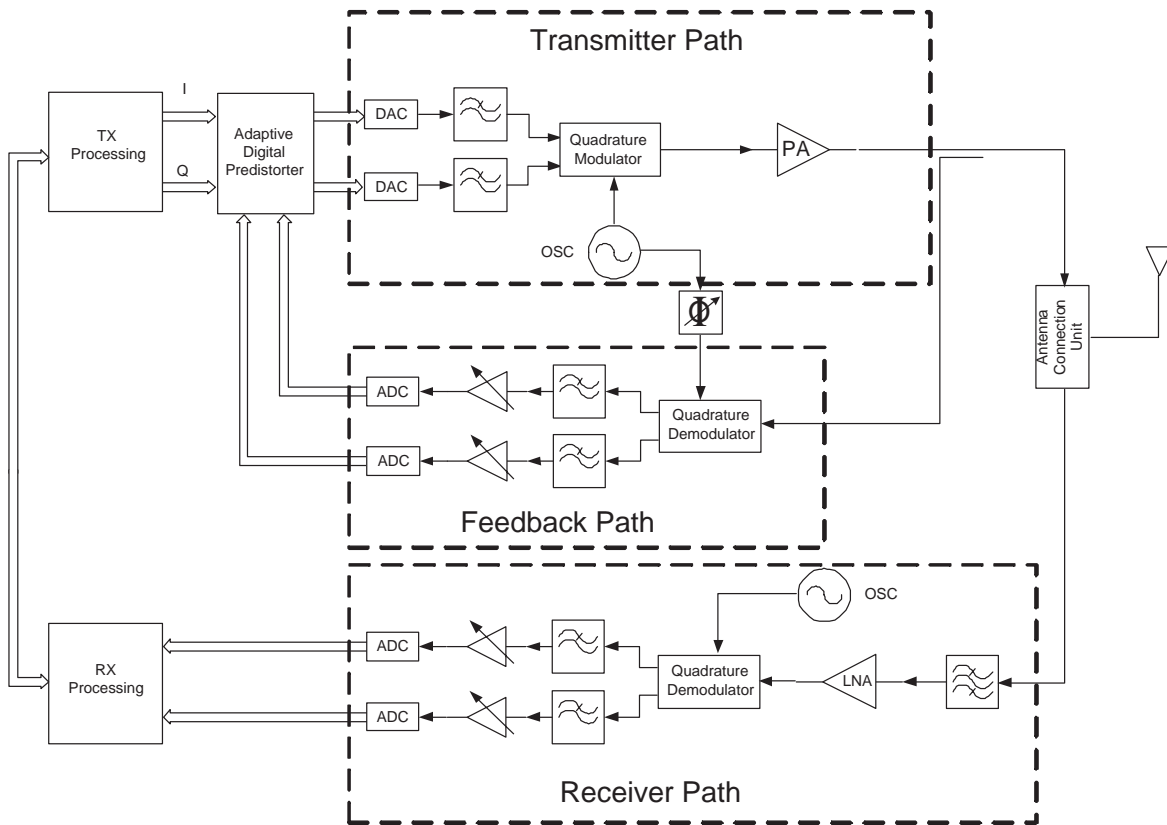 Transmitter Path
I
TX
Processing
Q
Adaptive
Digital
Predistorter
DAC
DAC
Quadrature
Modulator
PA
OSC
Φ
Antenna
Connection
Unit
ADC
ADC
Quadrature
Demodulator
Feedback Path
OSC
RX
Processing
ADC
ADC
Quadrature
Demodulator
LNA
Receiver Path